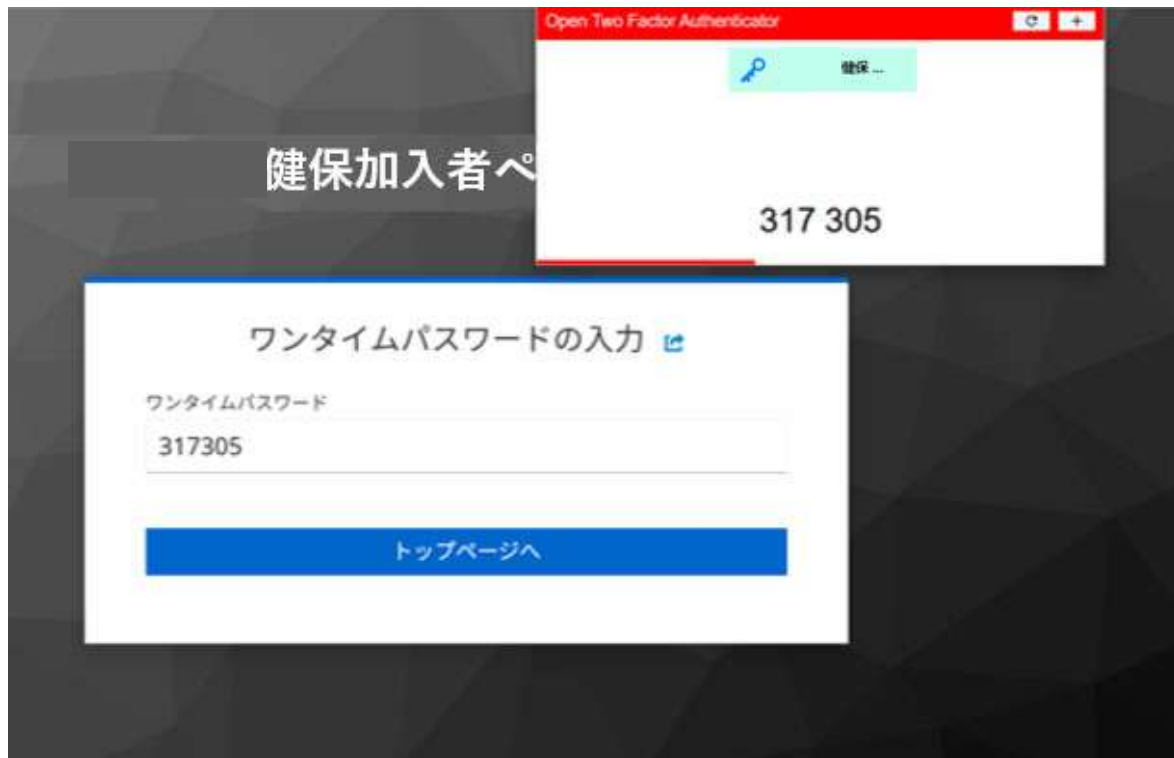 Open Two Factor Authenticator
健保 ...
健保加入者ペ
317 305
ワンタイムパスワードの入力
ワンタイムパスワード
317305
トップページへ